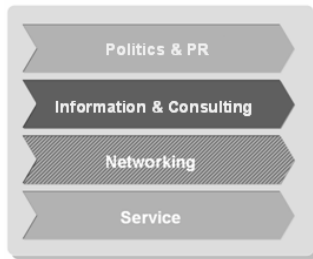 Politics & PR
Information & Consulting
Networking
Service